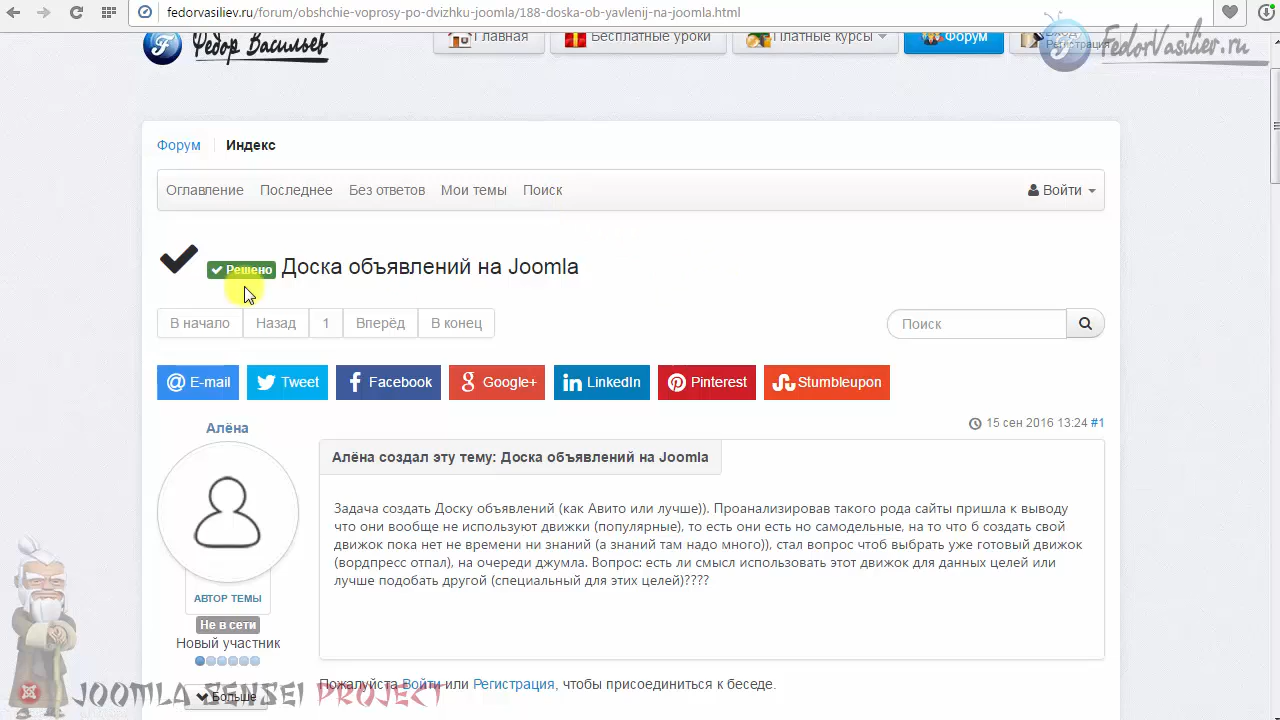 fedorvasiliev.ru/forum/obshchie-voprosy-po-dvizhku-joomla/188-doska-ob-yavlenij-na-joomla.html
Федор Васильев
Главная
Бесплатные уроки
Платные курсы
Форум
Вход
Регистрация
FedorVasiliev.ru
Форум
Индекс
Оглавление Последнее Без ответов Мои темы Поиск
Войти
Решено Доска объявлений на Joomla
В начало Назад 1 Вперёд В конец
Поиск
E-mail Tweet Facebook Google+ LinkedIn Pinterest Stumbleupon
Алёна
15 сен 2016 13:24 #1
Алёна создал эту тему: Доска объявлений на Joomla
Задача создать Доску объявлений (как Авито или лучше)). Проанализировав такого рода сайты пришла к выводу
что они вообще не используют движки (популярные), то есть они есть но самодельные, на то что б создать свой
движок пока нет не времени ни знаний (а знаний там надо много)), стал вопрос чтоб выбрать уже готовый движок
(вордпресс отпал), на очереди джумла. Вопрос: есть ли смысл использовать этот движок для данных целей или
лучше подобать другой (специальный для этих целей)????
АВТОР ТЕМЫ
Не в сети
Новый участник
Больше
Пожалуйста Войти или Регистрация, чтобы присоединиться к беседе.
JOOMLA SENSEI PROJECT